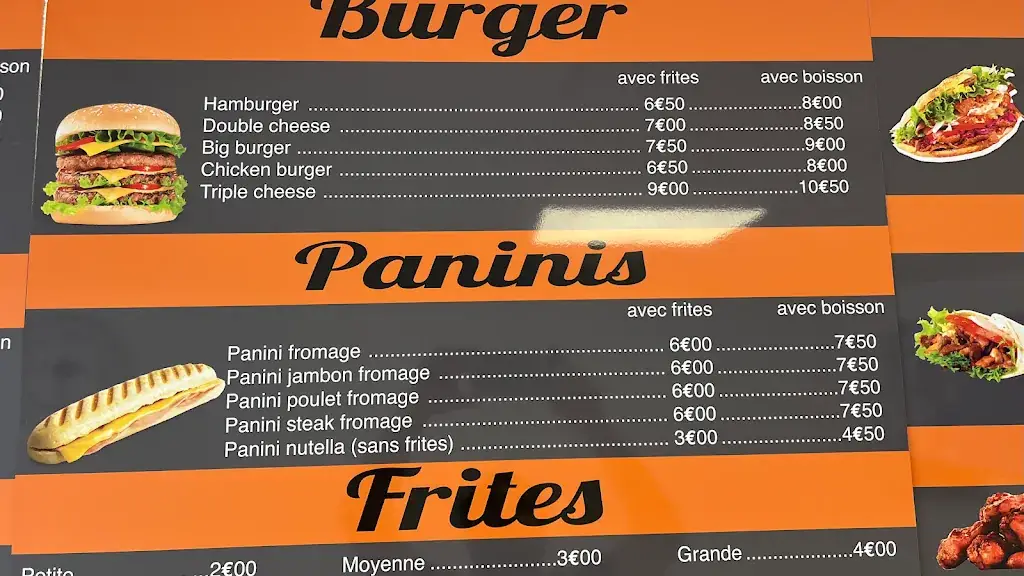 Burger
avec frites avec boisson
Hamburger ........ 6€50 ........ 8€00
Double cheese ........ 7€00 ........ 8€50
Big burger ........ 7€50 ........ 9€00
Chicken burger ........ 6€50 ........ 8€00
Triple cheese ........ 9€00 ........ 10€50
Paninis
avec frites avec boisson
Panini fromage ........ 6€00 ........ 7€50
Panini jambon fromage ........ 6€00 ........ 7€50
Panini poulet fromage ........ 6€00 ........ 7€50
Panini steak fromage ........ 6€00 ........ 7€50
Panini nutella (sans frites) ........ 3€00 ........ 4€50
Frites
Petite ........ 2€00 Moyenne ........ 3€00 Grande ........ 4€00